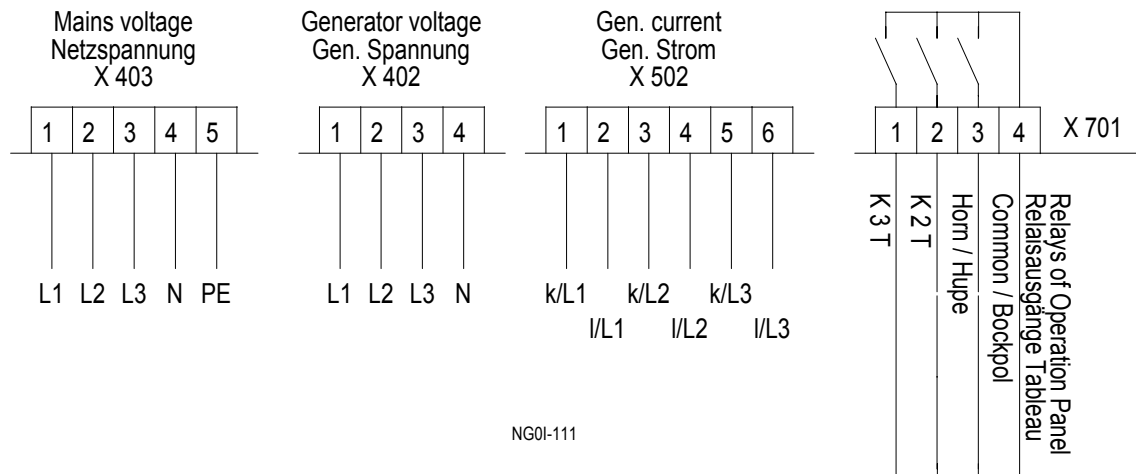 Mains voltage
Netzspannung
X 403
1 2 3 4 5
L1 L2 L3 N PE
Generator voltage
Gen. Spannung
X 402
1 2 3 4
L1 L2 L3 N
Gen. current
Gen. Strom
X 502
1 2 3 4 5 6
k/L1 k/L2 k/L3
l/L1 l/L2 l/L3
1 2 3 4
X 701
K 3 T
K 2 T
Horn / Hupe
Common / Bockpol
Relaisausgänge Tableau
Relays of Operation Panel
NG0I-111